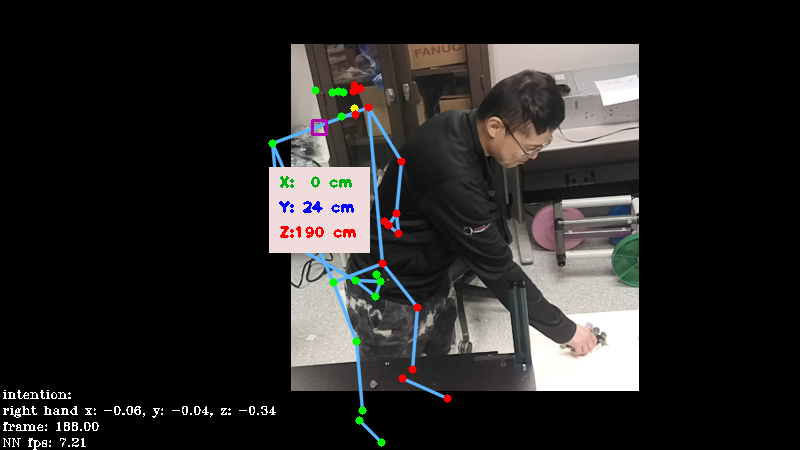 FANUC
X: 0 cm
Y: 24 cm
Z:190 cm
intention:
right hand x: -0.06, y: -0.04, z: -0.34
frame: 188.00
NN fps: 7.21